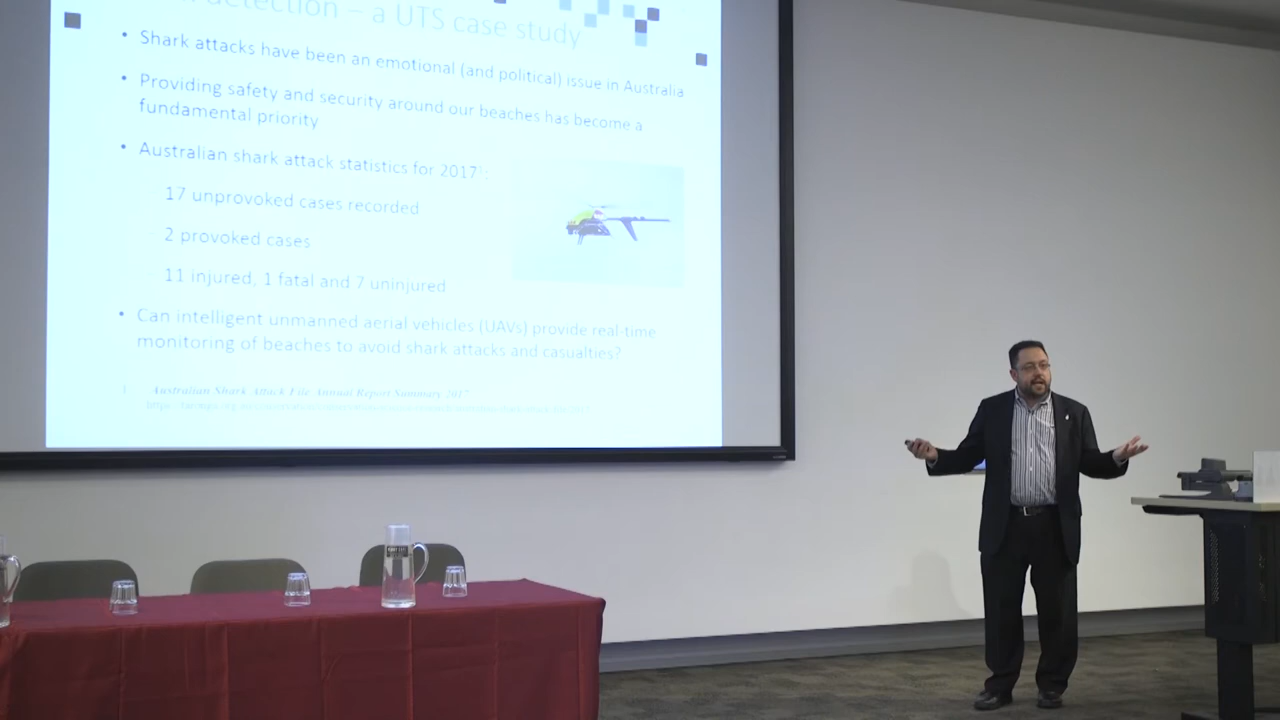 detection – a UTS case study
• Shark attacks have been an emotional (and political) issue in Australia
• Providing safety and security around our beaches has become a
fundamental priority
• Australian shark attack statistics for 2017¹:
17 unprovoked cases recorded
2 provoked cases
11 injured, 1 fatal and 7 uninjured
• Can intelligent unmanned aerial vehicles (UAVs) provide real-time
monitoring of beaches to avoid shark attacks and casualties?
1 Australian Shark Attack File Annual Report Summary 2017